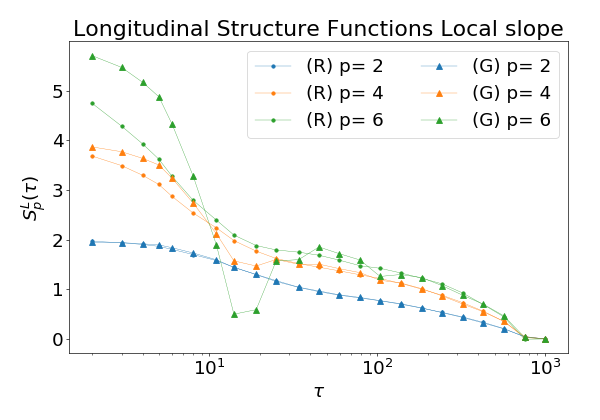 Longitudinal Structure Functions Local slope
(R) p= 2
(R) p= 4
(R) p= 6
(G) p= 2
(G) p= 4
(G) p= 6
S_p^L(τ)
5
4
3
2
1
0
10^1
10^2
10^3
τ